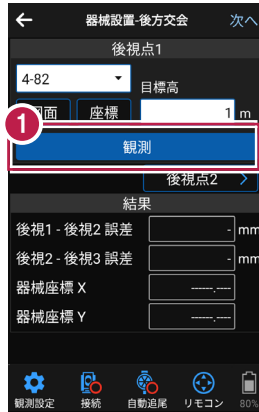 器械設置-後方交会 次へ
後視点1
4-82
目標高
図面 座標 1 m
1
観測
後視点2
結果
後視1 - 後視2 誤差 - mm
後視2 - 後視3 誤差 - mm
器械座標 X ------.----
器械座標 Y ------.----
観測設定 接続 自動追尾 リモコン 80%